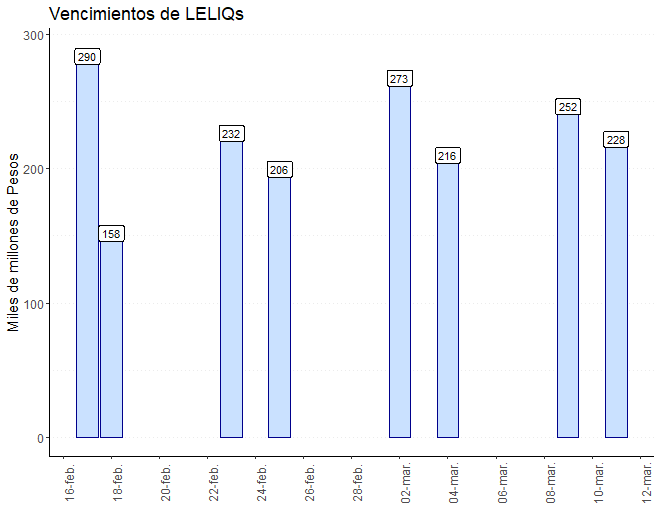 Vencimientos de LELIQs
Miles de millones de Pesos
300
200
100
0
290
158
232
206
273
216
252
228
16-feb.
18-feb.
20-feb.
22-feb.
24-feb.
26-feb.
28-feb.
02-mar.
04-mar.
06-mar.
08-mar.
10-mar.
12-mar.